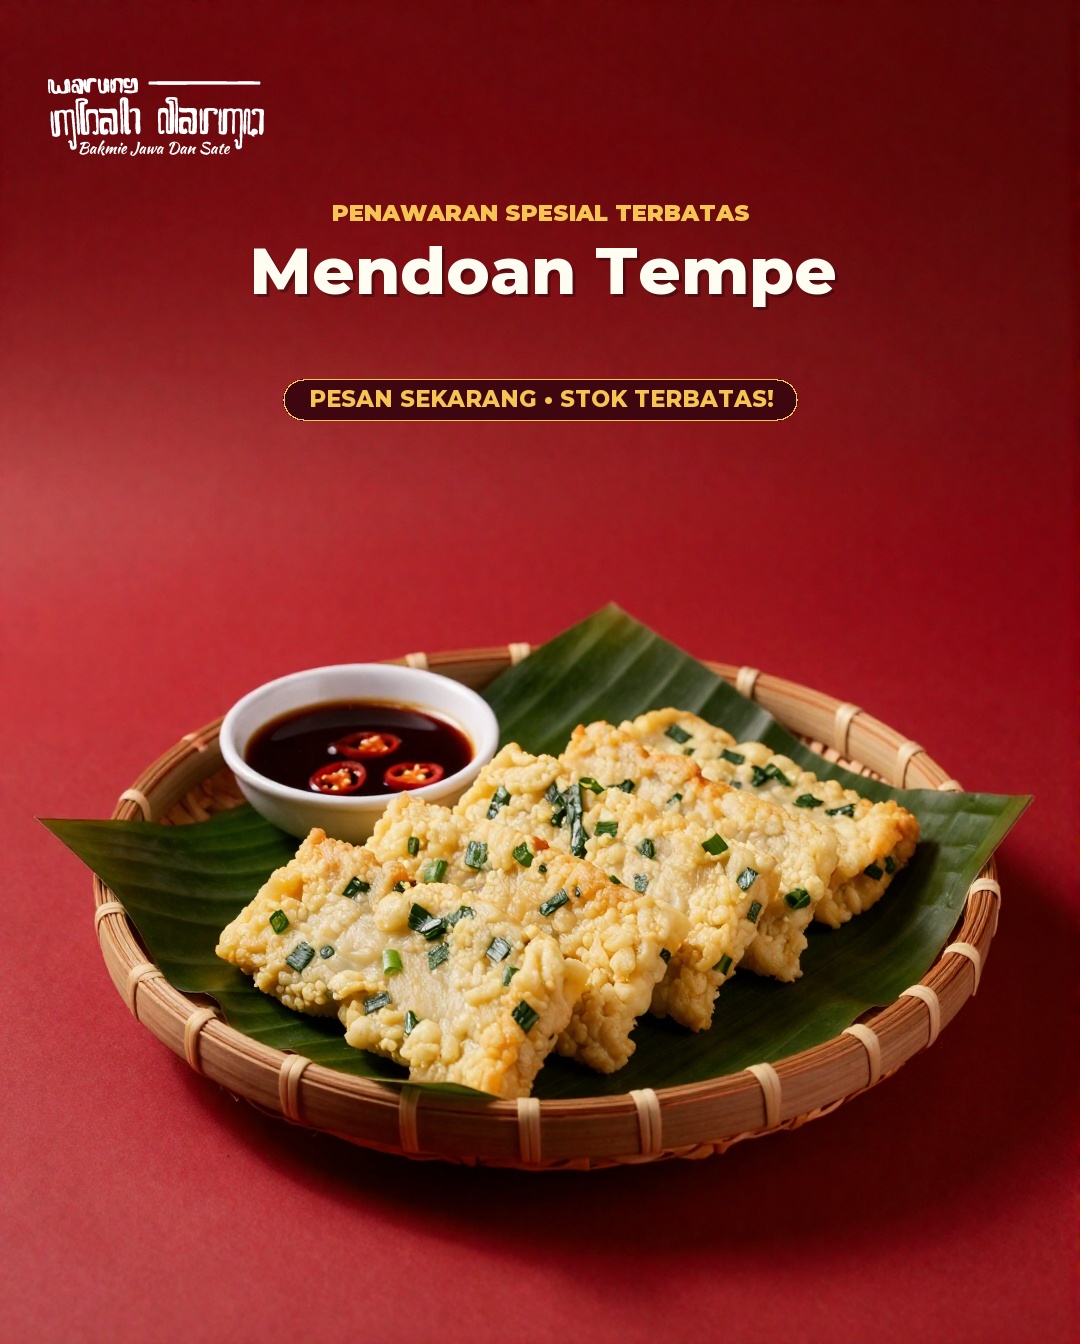 warung
mbah darmo
Bakmie Jawa Dan Sate
PENAWARAN SPESIAL TERBATAS
Mendoan Tempe
PESAN SEKARANG • STOK TERBATAS!